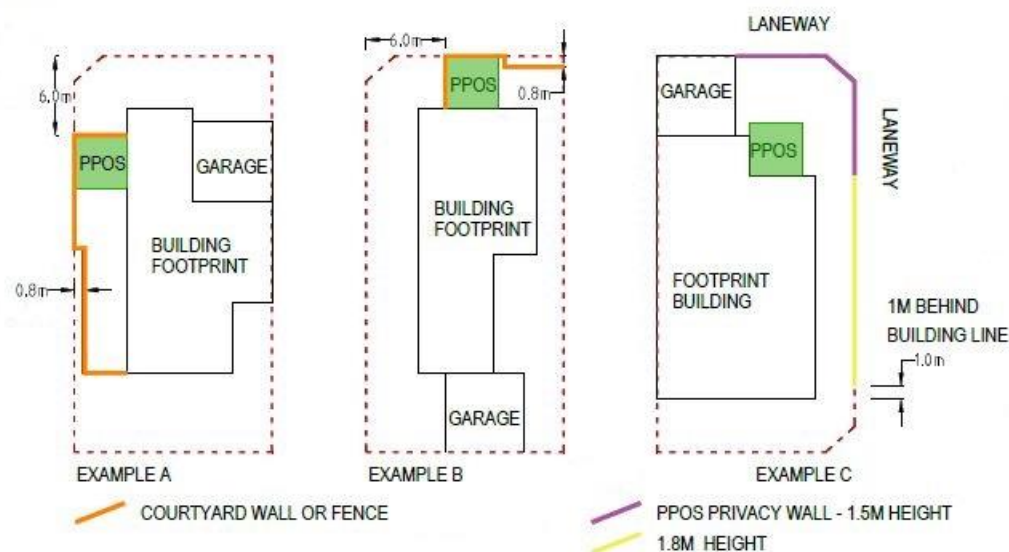 6.0m
PPOS
GARAGE
BUILDING
FOOTPRINT
0.8m
EXAMPLE A
6.0m
PPOS
0.8m
BUILDING
FOOTPRINT
GARAGE
EXAMPLE B
LANEWAY
GARAGE
LANEWAY
PPOS
FOOTPRINT
BUILDING
1M BEHIND
BUILDING LINE
1.0m
EXAMPLE C
COURTYARD WALL OR FENCE
PPOS PRIVACY WALL - 1.5M HEIGHT
1.8M HEIGHT